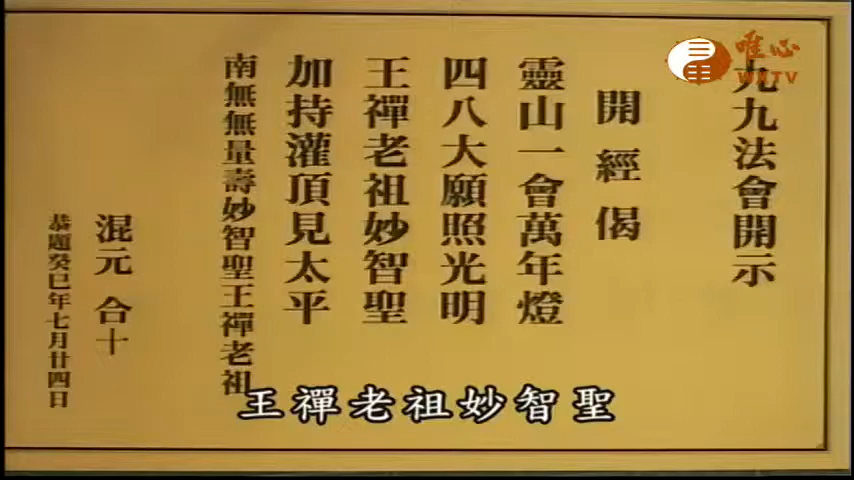 九九法會開示
開經偈
靈山一會萬年燈
四八大願照光明
王禪老祖妙智聖
加持灌頂見太平
南無無量壽妙智聖王禪老祖
混元 合十
恭題癸巳年七月廿四日
唯心
WXTV
王禪老祖妙智聖